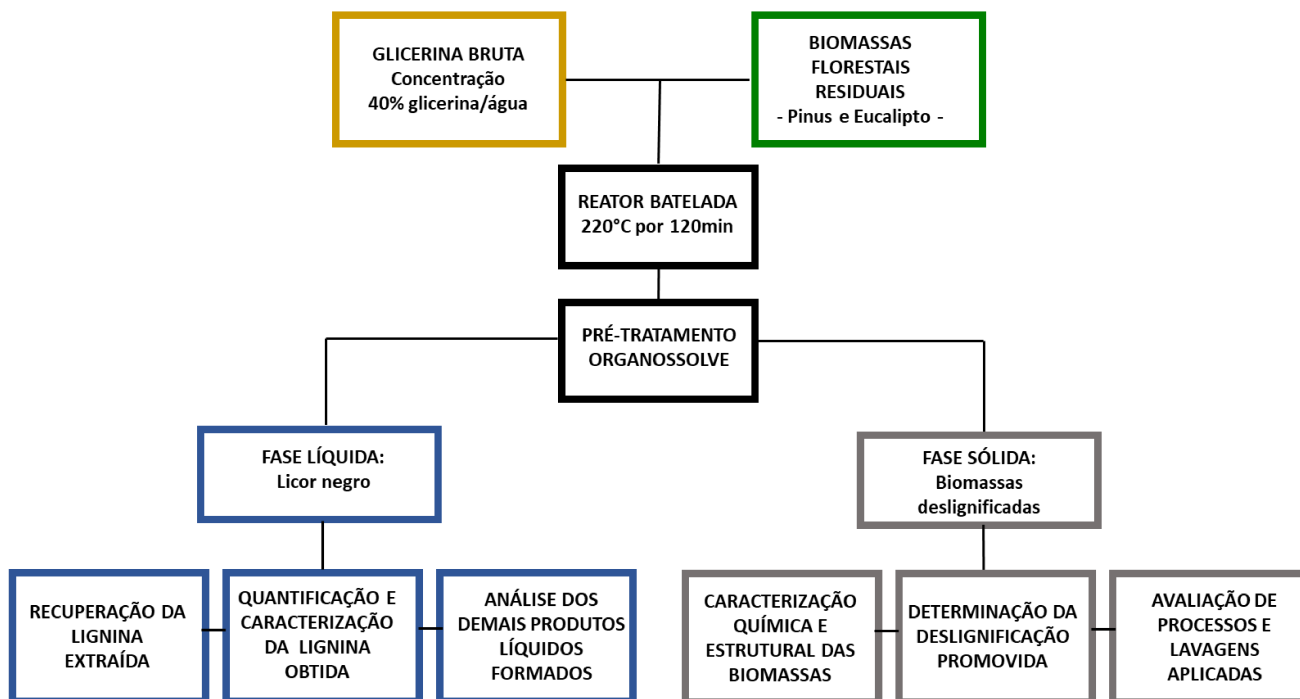 GLICERINA BRUTA
Concentração
40% glicerina/água
BIOMASSAS
FLORESTAIS
RESIDUAIS
- Pinus e Eucalipto -
REATOR BATELADA
220°C por 120min
PRÉ-TRATAMENTO
ORGANOSSOLVE
FASE LÍQUIDA:
Licor negro
FASE SÓLIDA:
Biomassas
deslignificadas
RECUPERAÇÃO DA
LIGNINA
EXTRAÍDA
QUANTIFICAÇÃO E
CARACTERIZAÇÃO
DA LIGNINA
OBTIDA
ANÁLISE DOS
DEMAIS PRODUTOS
LÍQUIDOS
FORMADOS
CARACTERIZAÇÃO
QUÍMICA E
ESTRUTURAL DAS
BIOMASSAS
DETERMINAÇÃO DA
DESLIGNIFICAÇÃO
PROMOVIDA
AVALIAÇÃO DE
PROCESSOS E
LAVAGENS
APLICADAS